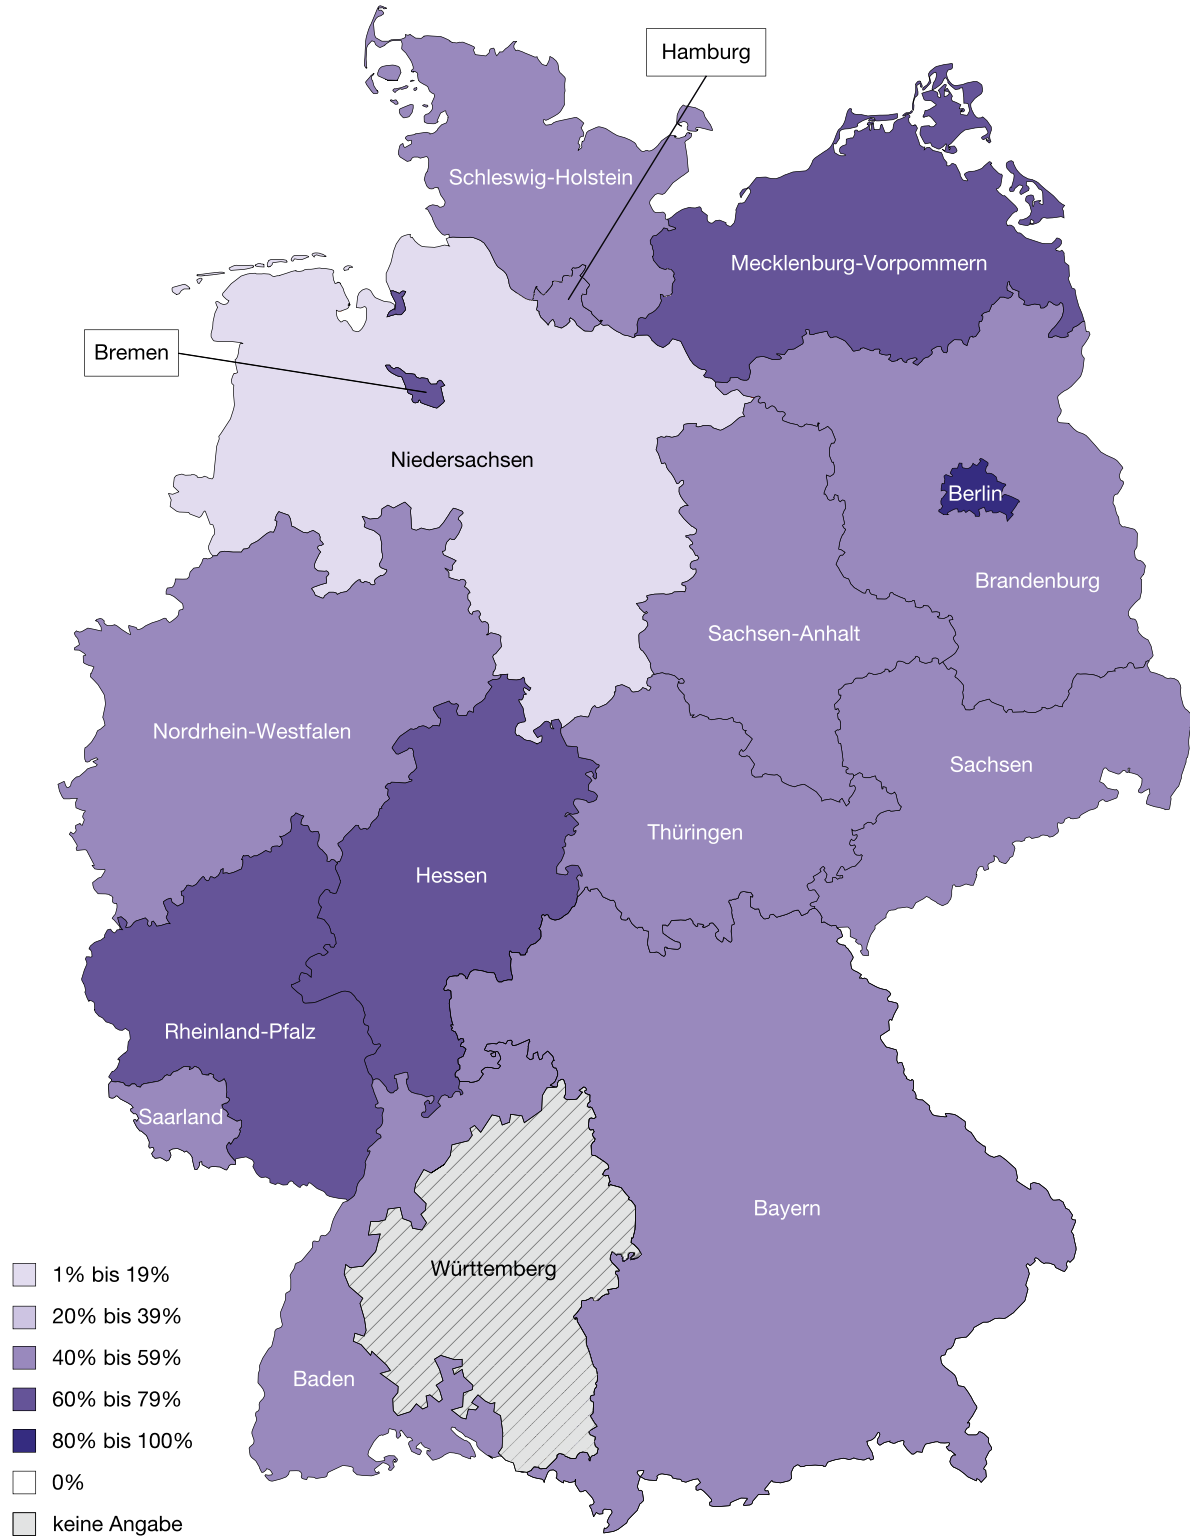 Hamburg
Schleswig-Holstein
Mecklenburg-Vorpommern
Bremen
Niedersachsen
Berlin
Brandenburg
Sachsen-Anhalt
Nordrhein-Westfalen
Sachsen
Thüringen
Hessen
Rheinland-Pfalz
Saarland
Bayern
Württemberg
Baden
1% bis 19%
20% bis 39%
40% bis 59%
60% bis 79%
80% bis 100%
0%
keine Angabe